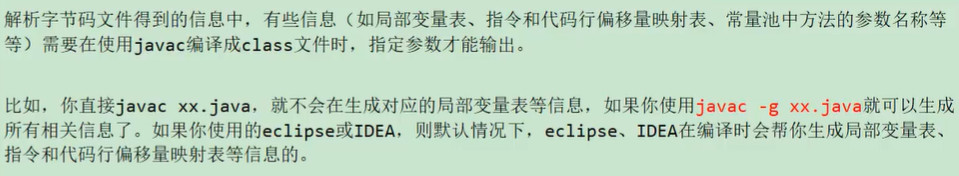 解析字节码文件得到的信息中，有些信息（如局部变量表、指令和代码行偏移量映射表、常量池中方法的参数名称等
等）需要在使用javac编译成class文件时，指定参数才能输出。
比如，你直接javac xx.java，就不会在生成对应的局部变量表等信息，如果你使用javac -g xx.java就可以生成
所有相关信息了。如果你使用的eclipse或IDEA，则默认情况下，eclipse、IDEA在编译时会帮你生成局部变量表、
指令和代码行偏移量映射表等信息的。